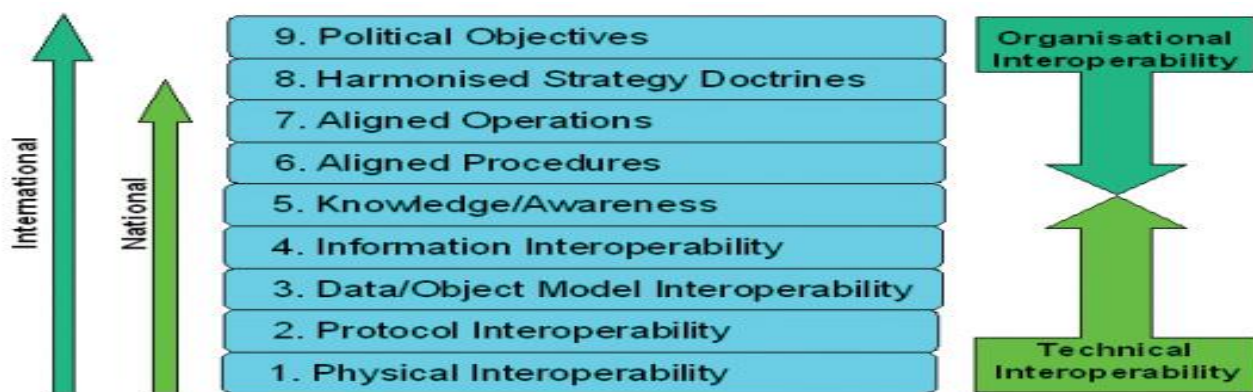 International
National
9. Political Objectives
8. Harmonised Strategy Doctrines
7. Aligned Operations
6. Aligned Procedures
5. Knowledge/Awareness
4. Information Interoperability
3. Data/Object Model Interoperability
2. Protocol Interoperability
1. Physical Interoperability
Organisational
Interoperability
Technical
Interoperability